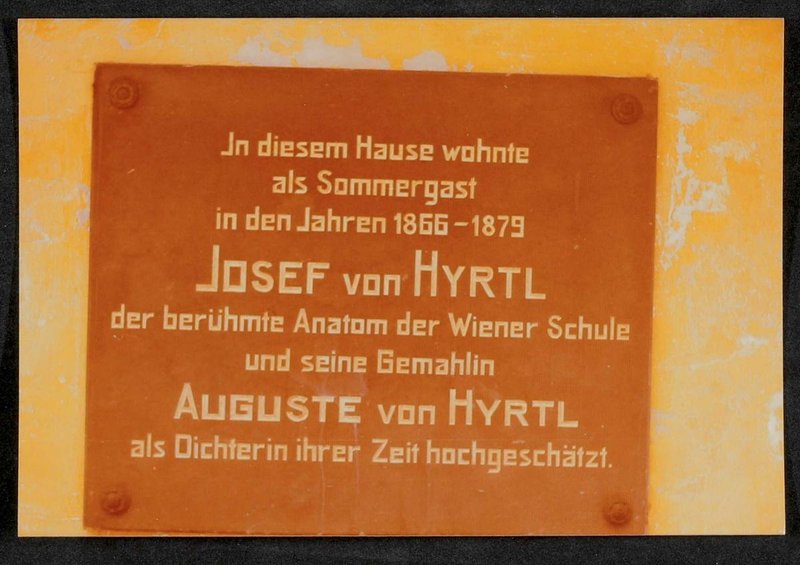 In diesem Hause wohnte
als Sommergast
in den Jahren 1866-1879
JOSEF von HYRTL
der berühmte Anatom der Wiener Schule
und seine Gemahlin
AUGUSTE von HYRTL
als Dichterin ihrer Zeit hochgeschätzt.